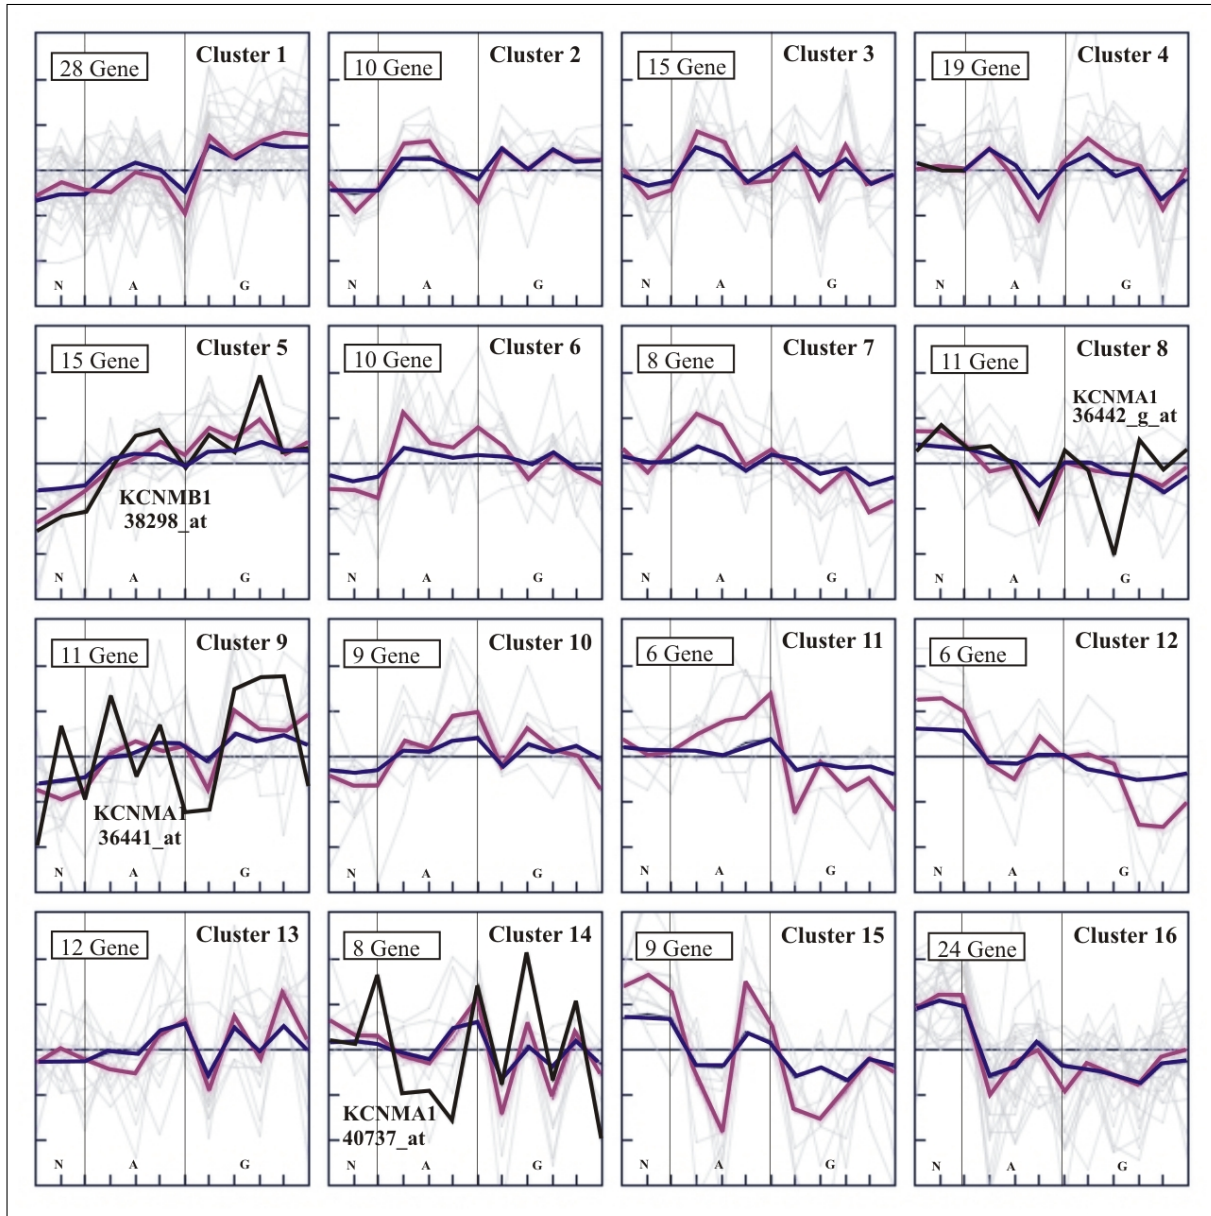 28 Gene
Cluster 1
N A G
10 Gene
Cluster 2
N A G
15 Gene
Cluster 3
N A G
19 Gene
Cluster 4
N A G
15 Gene
Cluster 5
KCNMB1
38298_at
N A G
10 Gene
Cluster 6
N A G
8 Gene
Cluster 7
N A G
11 Gene
Cluster 8
KCNMA1
36442_g_at
N A G
11 Gene
Cluster 9
KCNMA1
36441_at
N A G
9 Gene
Cluster 10
N A G
6 Gene
Cluster 11
N A G
6 Gene
Cluster 12
N A G
12 Gene
Cluster 13
N A G
8 Gene
Cluster 14
KCNMA1
40737_at
N A G
9 Gene
Cluster 15
N A G
24 Gene
Cluster 16
N A G